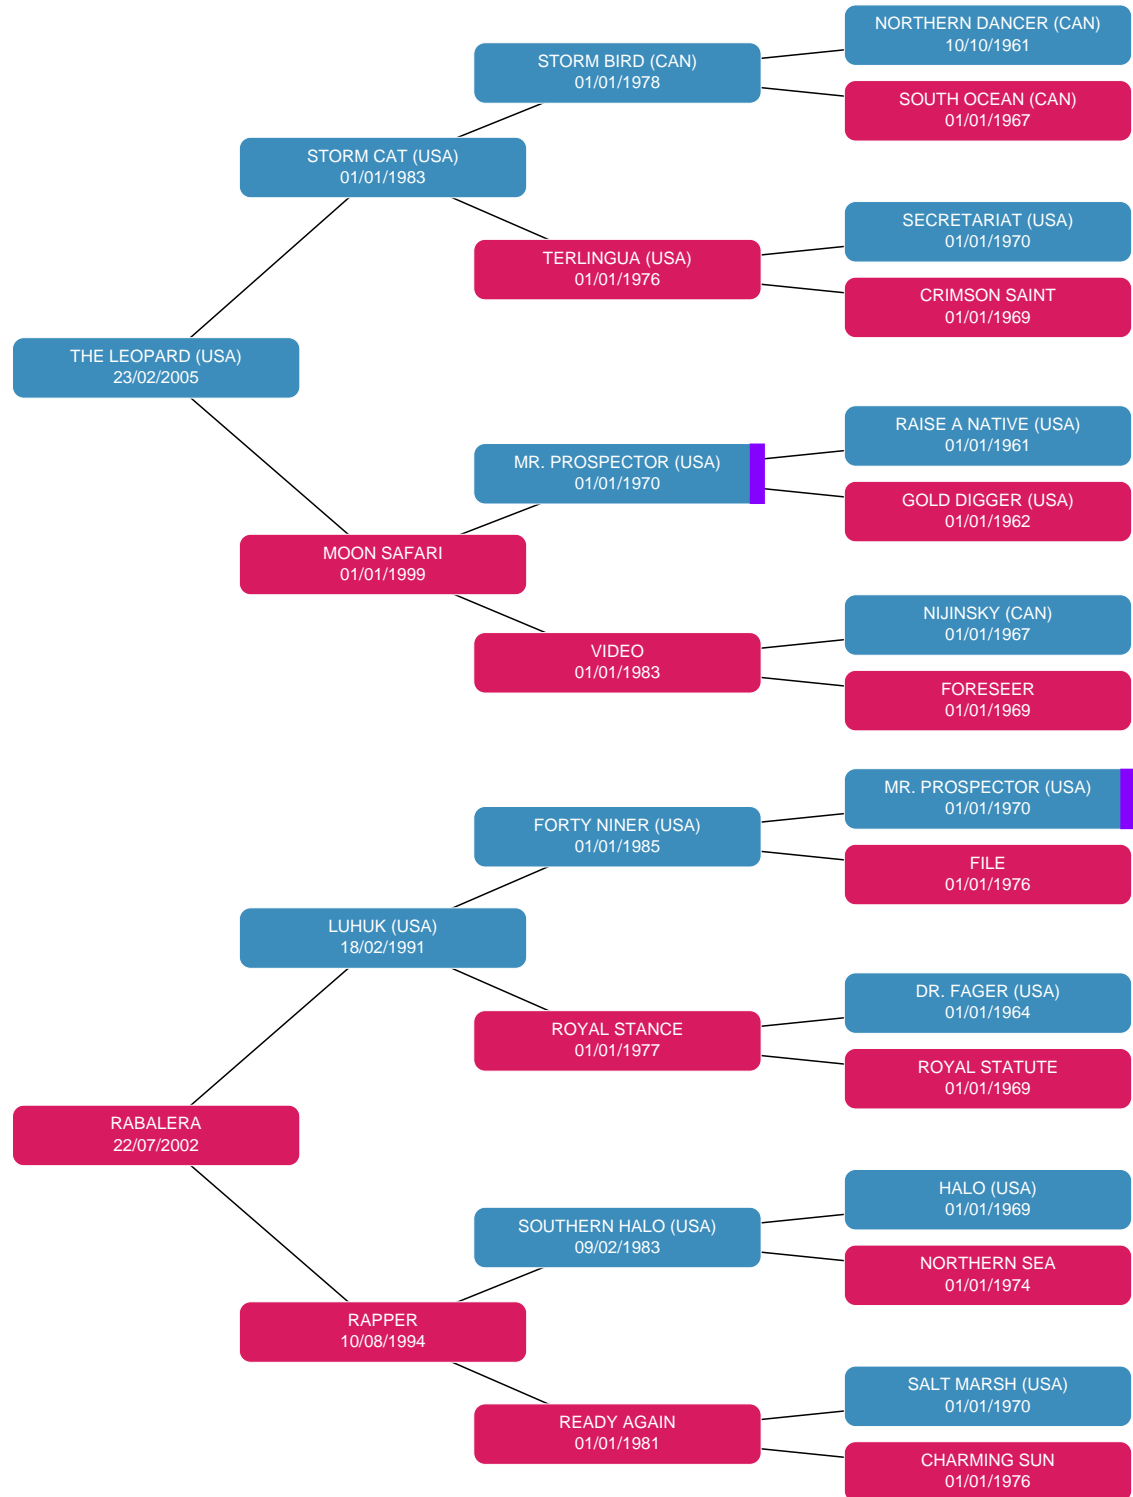 NORTHERN DANCER (CAN)
10/10/1961
STORM BIRD (CAN)
01/01/1978
SOUTH OCEAN (CAN)
01/01/1967
STORM CAT (USA)
01/01/1983
SECRETARIAT (USA)
01/01/1970
TERLINGUA (USA)
01/01/1976
CRIMSON SAINT
01/01/1969
THE LEOPARD (USA)
23/02/2005
RAISE A NATIVE (USA)
01/01/1961
MR. PROSPECTOR (USA)
01/01/1970
GOLD DIGGER (USA)
01/01/1962
MOON SAFARI
01/01/1999
NIJINSKY (CAN)
01/01/1967
VIDEO
01/01/1983
FORESEER
01/01/1969
MR. PROSPECTOR (USA)
01/01/1970
FORTY NINER (USA)
01/01/1985
FILE
01/01/1976
LUHUK (USA)
18/02/1991
DR. FAGER (USA)
01/01/1964
ROYAL STANCE
01/01/1977
ROYAL STATUTE
01/01/1969
RABALERA
22/07/2002
HALO (USA)
01/01/1969
SOUTHERN HALO (USA)
09/02/1983
NORTHERN SEA
01/01/1974
RAPPER
10/08/1994
SALT MARSH (USA)
01/01/1970
READY AGAIN
01/01/1981
CHARMING SUN
01/01/1976